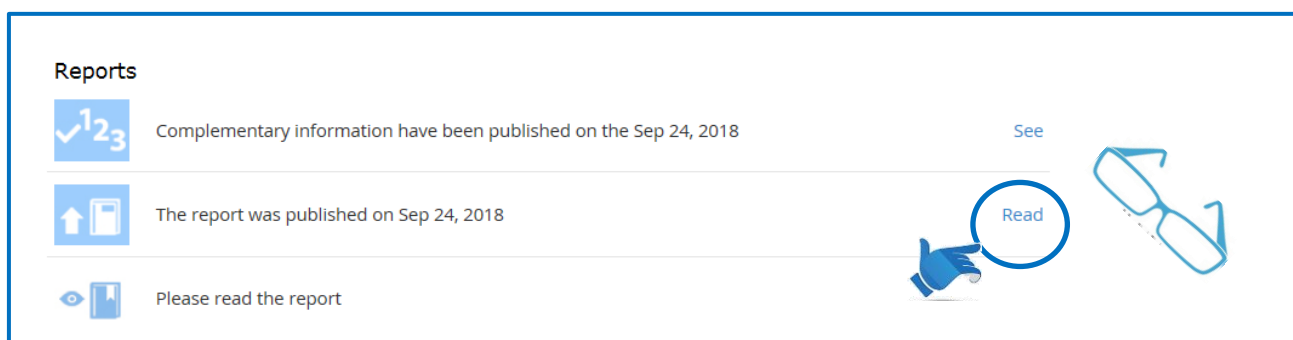 Reports
123
Complementary information have been published on the Sep 24, 2018 See
The report was published on Sep 24, 2018 Read
Please read the report